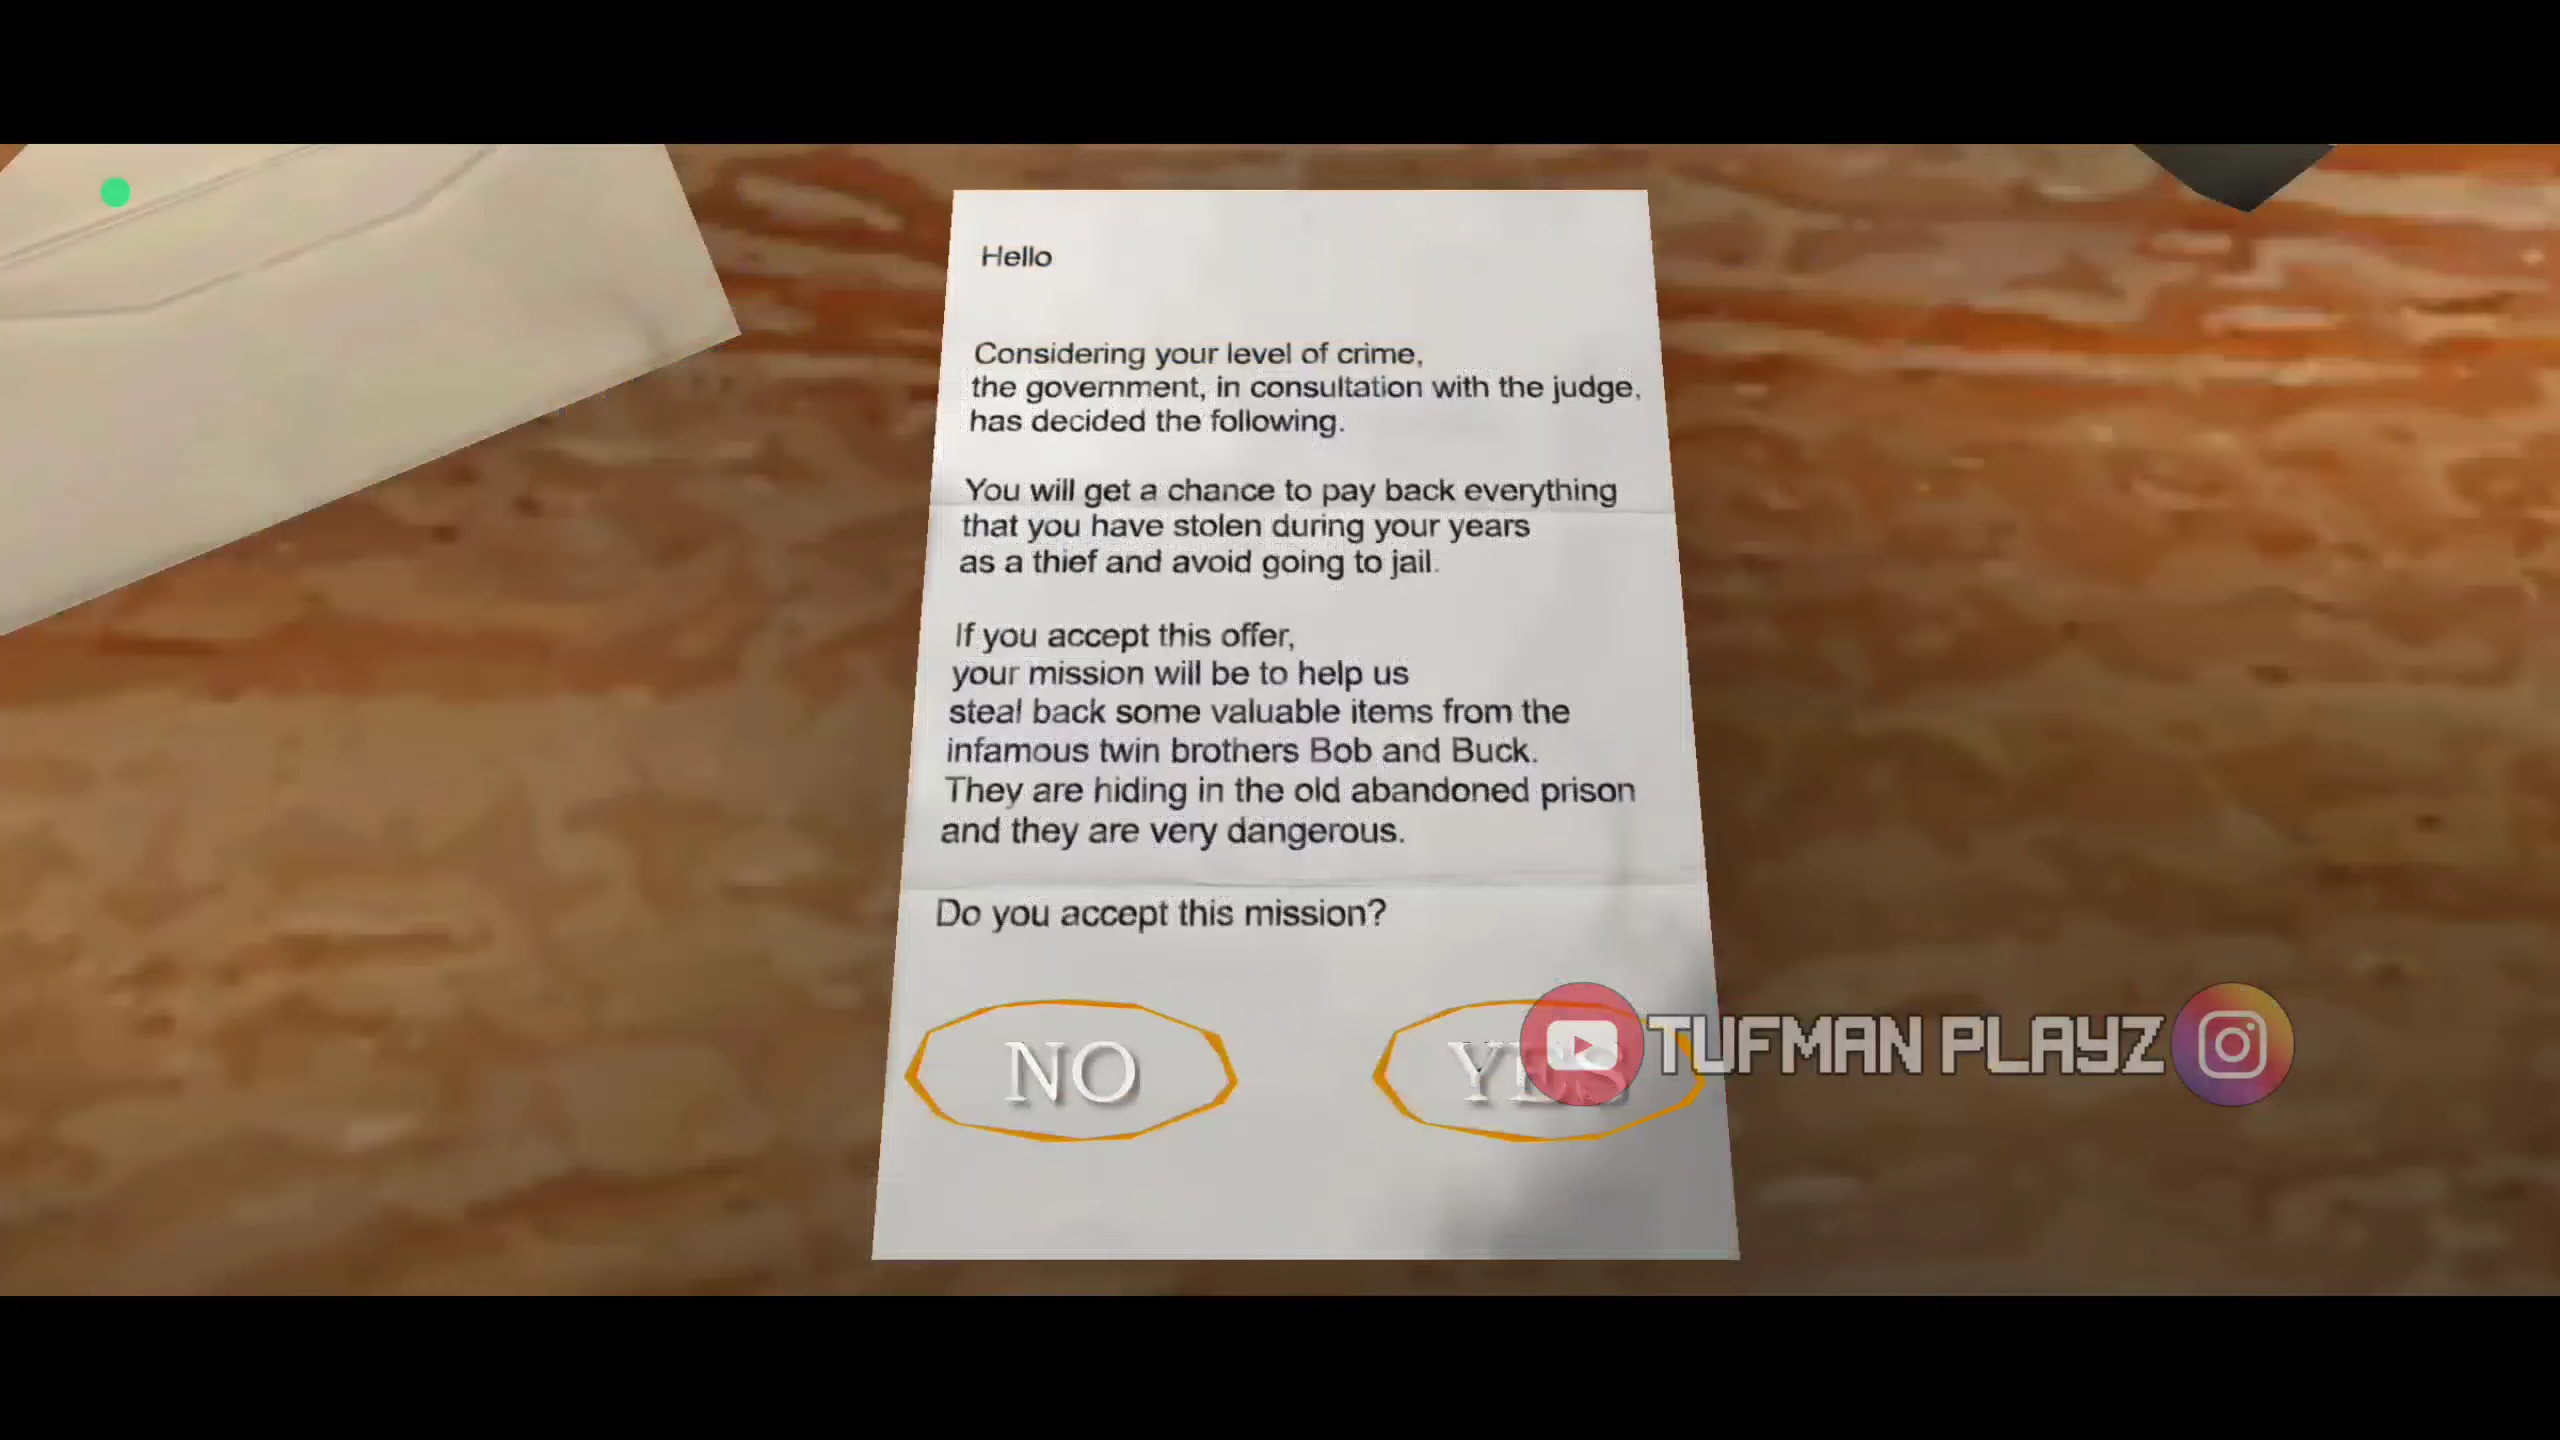 Hello
Considering your level of crime,
the government, in consultation with the judge,
has decided the following.
You will get a chance to pay back everything
that you have stolen during your years
as a thief and avoid going to jail.
If you accept this offer,
your mission will be to help us
steal back some valuable items from the
infamous twin brothers Bob and Buck.
They are hiding in the old abandoned prison
and they are very dangerous.
Do you accept this mission?
NO
YES
TUFMAN PLAYZ